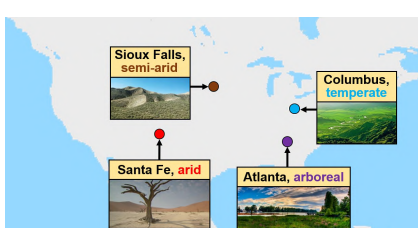 Sioux Falls,
semi-arid
Columbus,
temperate
Santa Fe, arid
Atlanta, arboreal